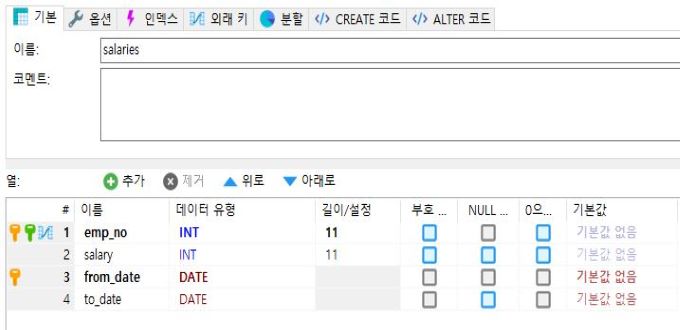 기본 옵션 인덱스 외래 키 분할 </> CREATE 코드 </> ALTER 코드
이름: salaries
코멘트:
열: 추가 제거 위로 아래로
# 이름 데이터 유형 길이/설정 부호 ... NULL ... 0으... 기본값
1 emp_no INT 11 기본값 없음
2 salary INT 11 기본값 없음
3 from_date DATE 기본값 없음
4 to_date DATE 기본값 없음